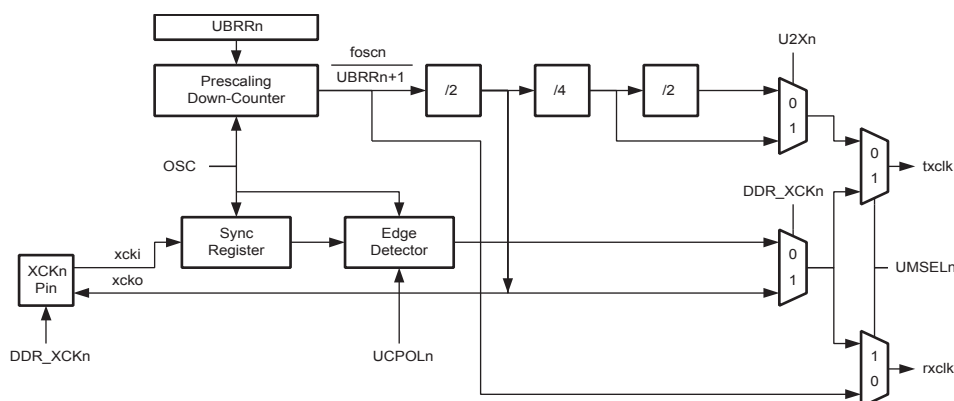 UBRRn
foscn
UBRRn+1
U2Xn
Prescaling
Down-Counter
/2
/4
/2
0
1
OSC
0
1
txclk
DDR_XCKn
Sync
Register
Edge
Detector
xcki
0
1
UMSELn
XCKn
Pin
xcko
DDR_XCKn
UCPOLn
1
0
rxclk